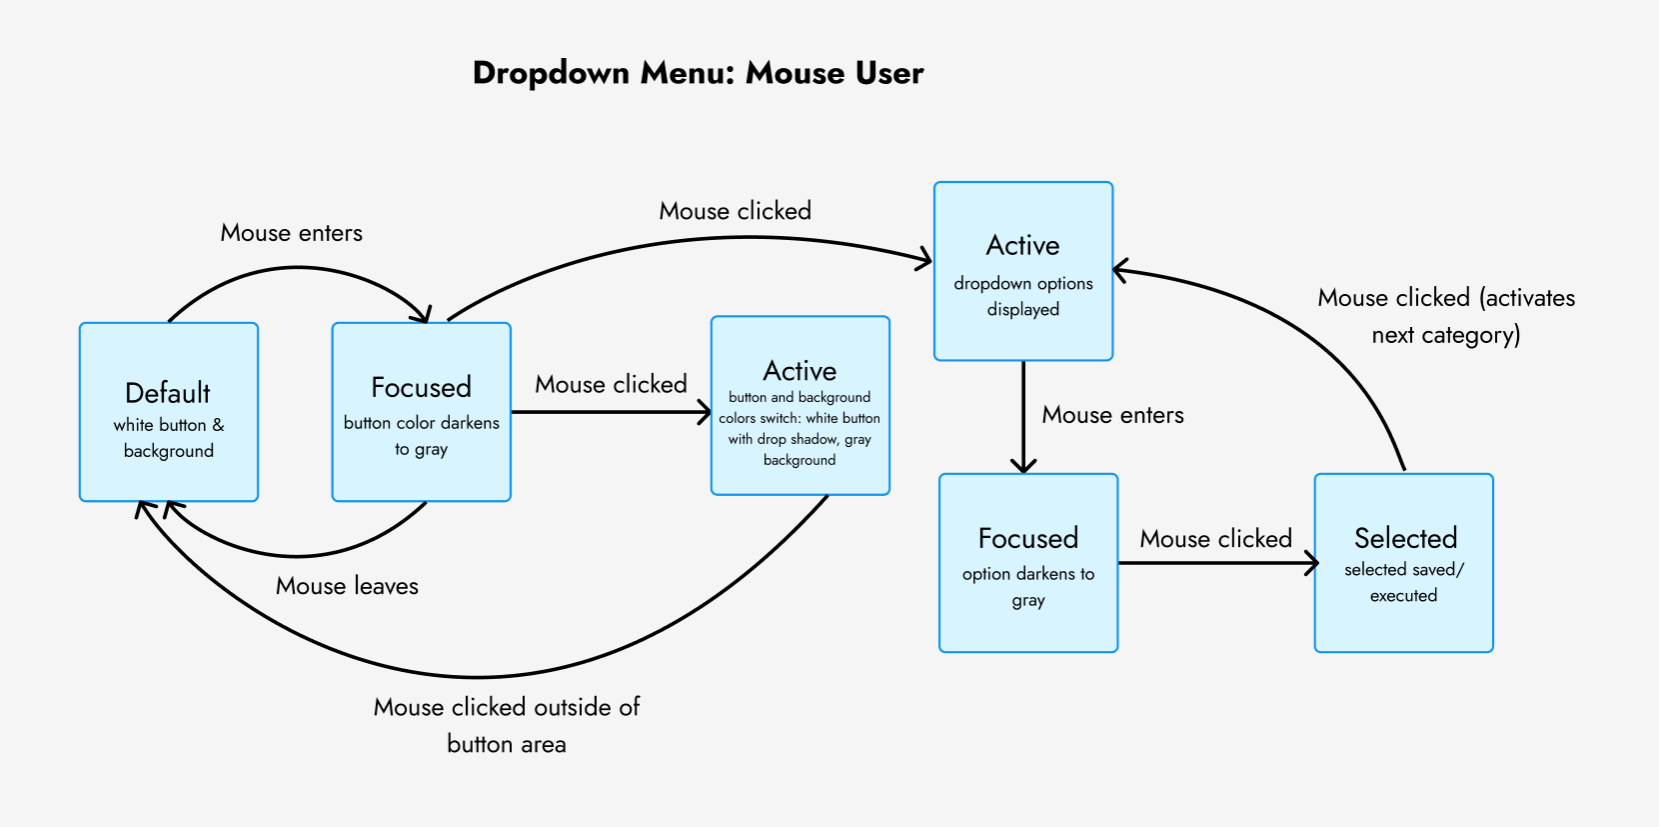 Dropdown Menu: Mouse User
Mouse enters
Mouse clicked
Default
white button &
background
Focused
button color darkens
to gray
Mouse clicked
Active
button and background
colors switch: white button
with drop shadow, gray
background
Mouse leaves
Mouse clicked outside of
button area
Active
dropdown options
displayed
Mouse enters
Focused
option darkens to
gray
Mouse clicked
Selected
selected saved/
executed
Mouse clicked (activates
next category)